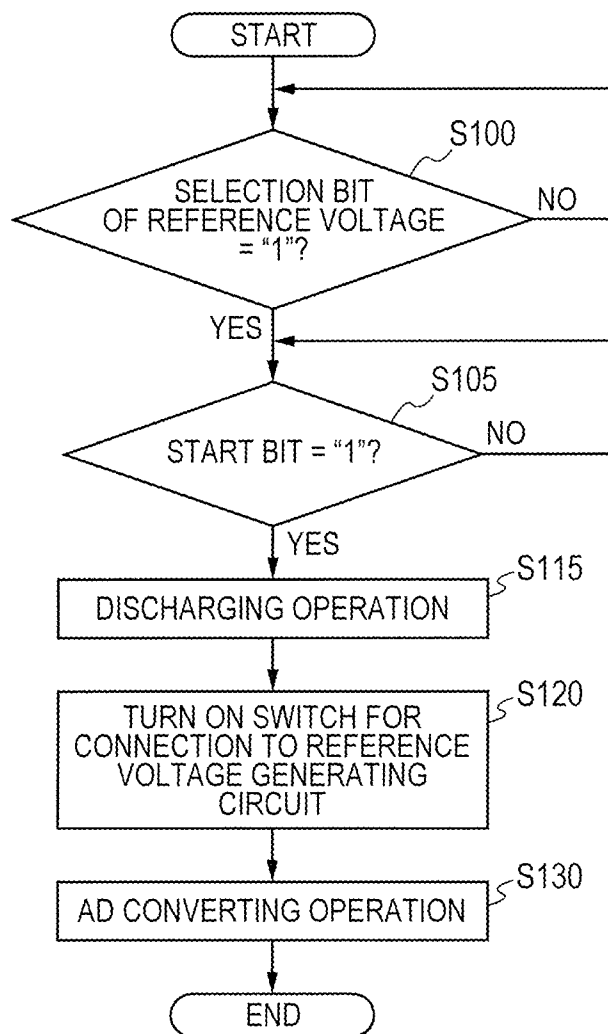 START
S100
SELECTION BIT
OF REFERENCE VOLTAGE
= “1”?
NO
YES
S105
START BIT = “1”?
NO
YES
S115
DISCHARGING OPERATION
S120
TURN ON SWITCH FOR
CONNECTION TO REFERENCE
VOLTAGE GENERATING
CIRCUIT
S130
AD CONVERTING OPERATION
END